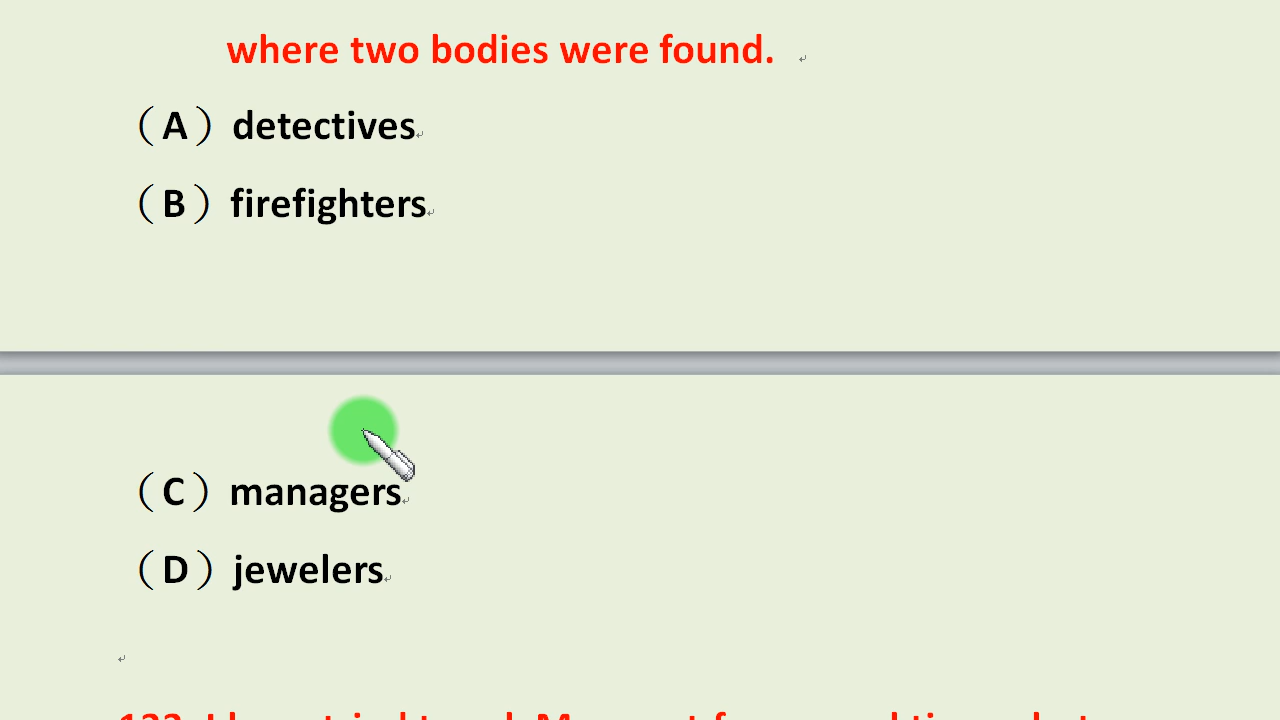 where two bodies were found.
（A）detectives
（B）firefighters
（C）managers
（D）jewelers